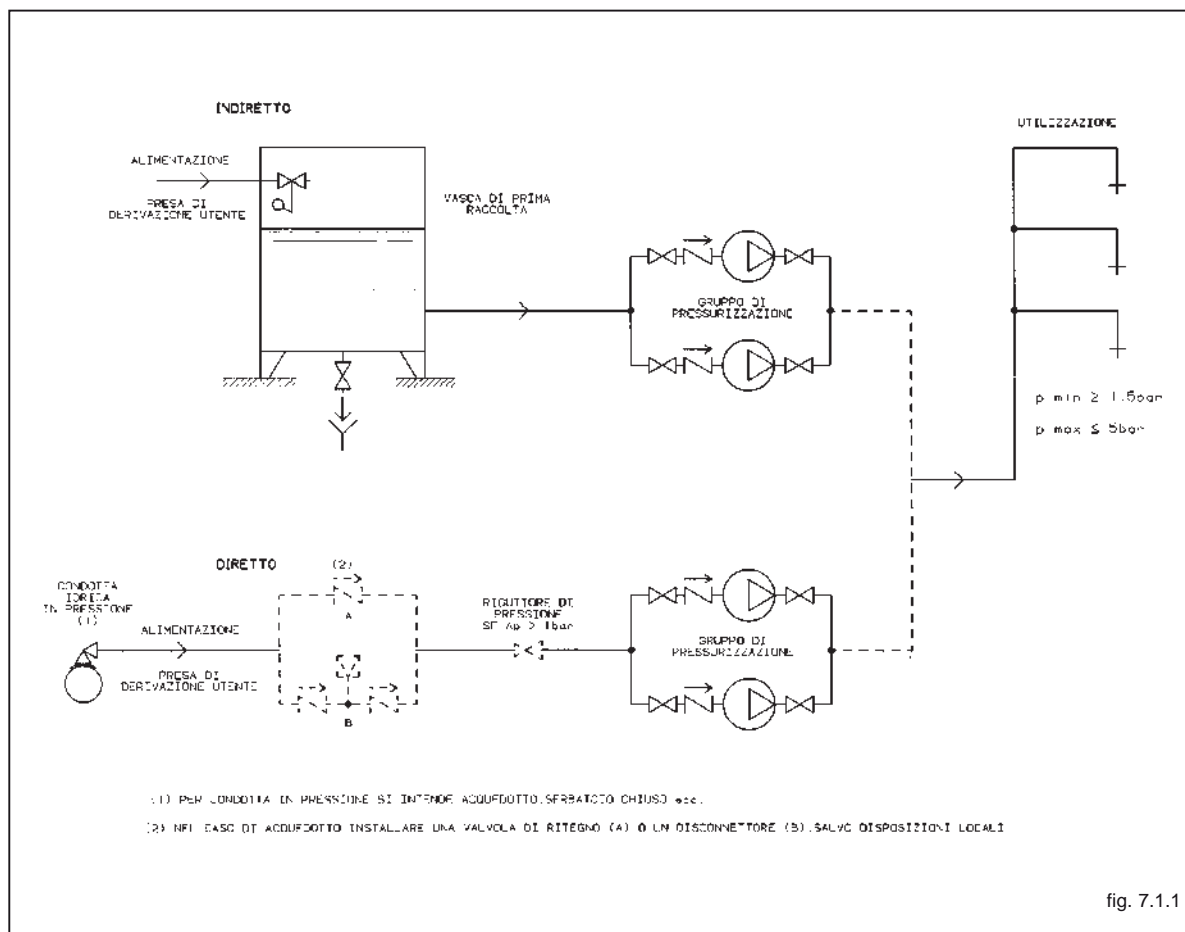 INDIRETTO
ALIMENTAZIONE
PRESA DI
DERIVAZIONE UTENTE
VASCA DI PRIMA
RACCOLTA
GRUPPO DI
PRESSURIZZAZIONE
UTILIZZAZIONE
p min ≥ 1.5bar
p max ≤ 5bar
DIRETTO
(2)
A
B
CONDOTTA
IDRICA
IN PRESSIONE
(1)
ALIMENTAZIONE
PRESA DI
DERIVAZIONE UTENTE
RIDUTTORE DI
PRESSIONE
SE Δp > 1bar
GRUPPO DI
PRESSURIZZAZIONE
(1) PER CONDOTTA IN PRESSIONE SI INTENDE ACQUEDOTTO,SERBATOIO CHIUSO ecc.
(2) NEL CASO DI ACQUEDOTTO INSTALLARE UNA VALVOLA DI RITEGNO (A) O UN DISCONNETTORE (B),SALVO DISPOSIZIONI LOCALI
fig. 7.1.1